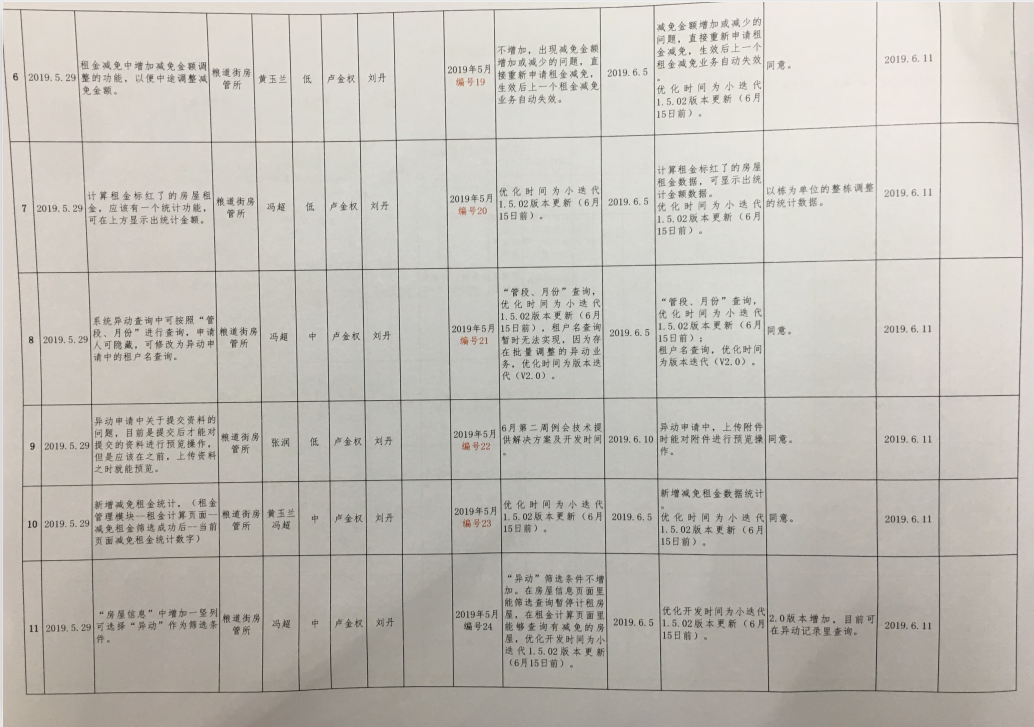 6
2019.5.29
租金减免中增加减免金额调
整的功能，以便中途调整减
免金额。
粮道街房
管所
黄玉兰
低
卢金权
刘丹
2019年5月
编号19
不增加，出现减免金额
增加或减少的问题，直
接重新申请租金减免，
生效后上一个租金减免
业务自动失效。
2019.6.5
减免金额增加或减少的
问题，直接重新申请租
金减免，生效后上一个
租金减免业务自动失效
。
优化时间为小迭代
1.5.02版本更新（6月
15日前）。
同意。
2019.6.11
7
2019.5.29
计算租金标红了的房屋租
金，应该有一个统计功能，
可在上方显示出统计金额。
粮道街房
管所
冯超
低
卢金权
刘丹
2019年5月
编号20
优化时间为小迭代
1.5.02版本更新（6月
15日前）。
2019.6.5
计算租金标红了的房屋
租金数据，可显示出统
计金额数据。
优化时间为小迭代
1.5.02版本更新（6月
15日前）。
以栋为单位的整栋调整
的统计数据。
2019.6.11
8
2019.5.29
系统异动查询中可按照“管
段、月份”进行查询，申请
人可隐藏，可修改为异动申
请中的租户名查询。
粮道街房
管所
冯超
中
卢金权
刘丹
2019年5月
编号21
“管段、月份”查询，
优化时间为小迭代
1.5.02版本更新（6月
15日前），租户名查询
暂时无法实现，因为存
在批量调整的异动业
务，优化时间为版本迭
代（V2.0）。
2019.6.5
“管段、月份”查询，
优化时间为小迭代
1.5.02版本更新（6月
15日前）；
租户名查询，优化时间
为版本迭代（V2.0）。
同意。
2019.6.11
9
2019.5.29
异动申请中关于提交资料的
问题，目前是提交后才能对
提交的资料进行预览操作，
但是应该在之前，上传资料
之时就能预览。
粮道街房
管所
张润
低
卢金权
刘丹
2019年5月
编号22
6月第二周例会技术提
供解决方案及开发时间
。
2019.6.10
异动申请中，上传附件
时能对附件进行预览操
作。
同意。
2019.6.11
10
2019.5.29
新增减免租金统计，（租金
管理模块—租金计算页面—
减免租金筛选成功后—当前
页面减免租金统计数字）
粮道街房
管所
黄玉兰
冯超
中
卢金权
刘丹
2019年5月
编号23
优化时间为小迭代
1.5.02版本更新（6月
15日前）。
2019.6.5
新增减免租金数据统计
。
优化时间为小迭代
1.5.02版本更新（6月
15日前）。
同意。
2019.6.11
11
2019.5.29
“房屋信息”中增加一竖列
可选择“异动”作为筛选条
件。
粮道街房
管所
冯超
中
卢金权
刘丹
2019年5月
编号24
“异动”筛选条件不增
加。在房屋信息页面里
能筛选查询暂停计租房
屋，在租金计算页面里
能够查询有减免的房
屋，优化开发时间为小
迭代1.5.02版本更新
（6月15日前）。
2019.6.5
优化开发时间为小迭代
1.5.02版本更新（6月
15日前）。
2.0版本增加，目前可
在异动记录里查询。
2019.6.11